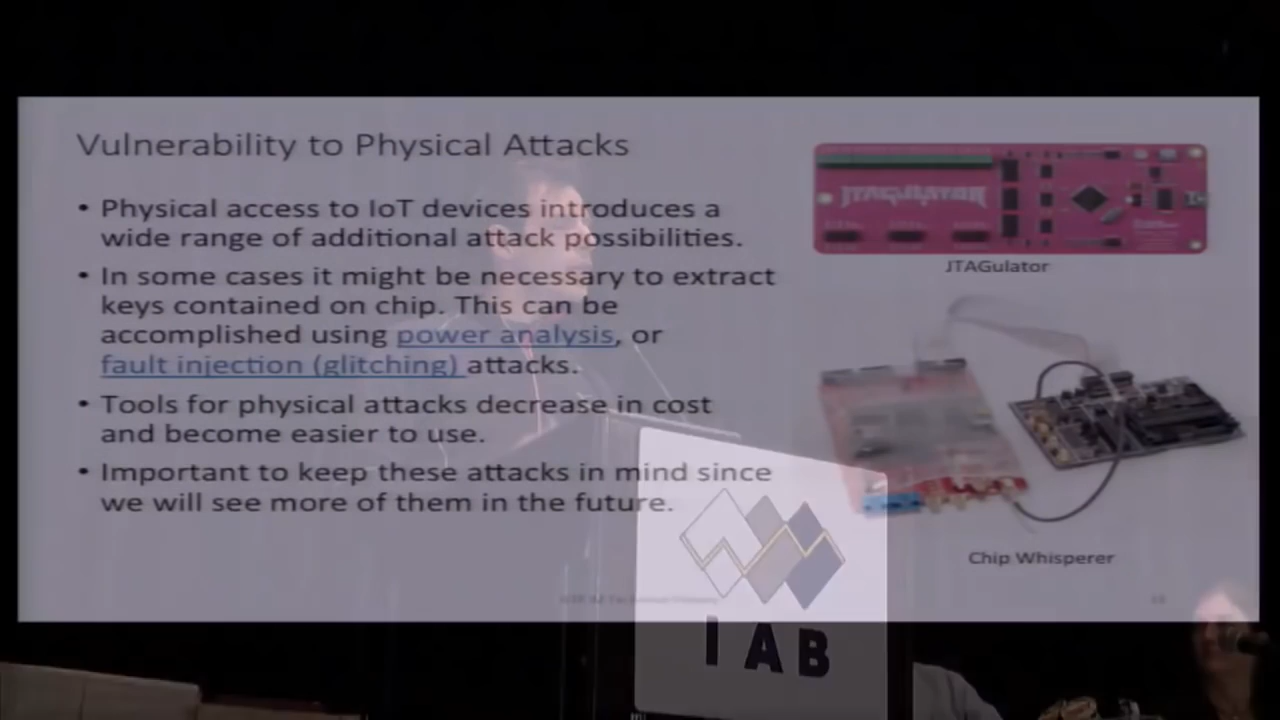 Vulnerability to Physical Attacks
• Physical access to IoT devices introduces a
wide range of additional attack possibilities.
• In some cases it might be necessary to extract
keys contained on chip. This can be
accomplished using power analysis, or
fault injection (glitching) attacks.
• Tools for physical attacks decrease in cost
and become easier to use.
• Important to keep these attacks in mind since
we will see more of them in the future.
JTAGULATOR
JTAGulator
Chip Whisperer
IAB